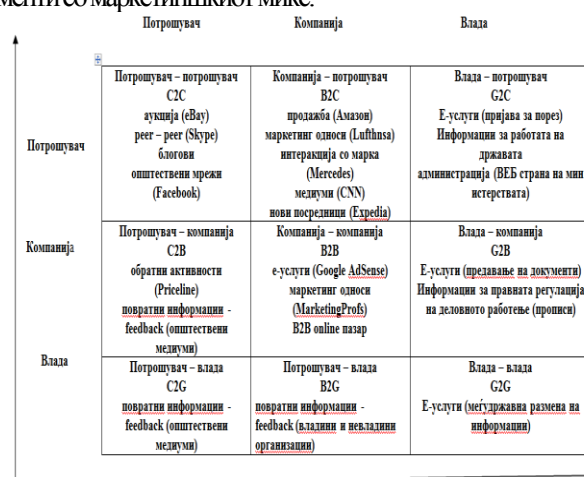 менти со маркетиншкиот микс.
Потрошувач Компанија Влада
Потрошувач
Потрошувач – потрошувач
C2C
аукција (eBay)
peer – peer (Skype)
блогови
општествени мрежи
(Facebook)
Компанија – потрошувач
B2C
продажба (Амазон)
маркетинг односи (Lufthnsa)
интеракција со марка
(Mercedes)
медиуми (CNN)
нови посредници (Expedia)
Влада – потрошувач
G2C
Е-услуги (пријава за порез)
Информации за работата на
државата
администрација (ВЕБ страна на мин
истерствата)
Компанија
Потрошувач – компанија
C2B
обратни активности
(Priceline)
повратни информации -
feedback (општествени
медиуми)
Компанија – компанија
B2B
е-услуги (Google AdSense)
маркетинг односи
(MarketingProfs)
B2B online пазар
Влада – компанија
G2B
Е-услуги (предавање на документи)
Информации за правната регулација
на деловното работење (прописи)
Влада
Потрошувач – влада
C2G
повратни информации -
feedback (општествени
медиуми)
Потрошувач – влада
B2G
повратни информации -
feedback (владини и невладини
организации)
Влада – влада
G2G
Е-услуги (меѓудржавна размена на
информации)